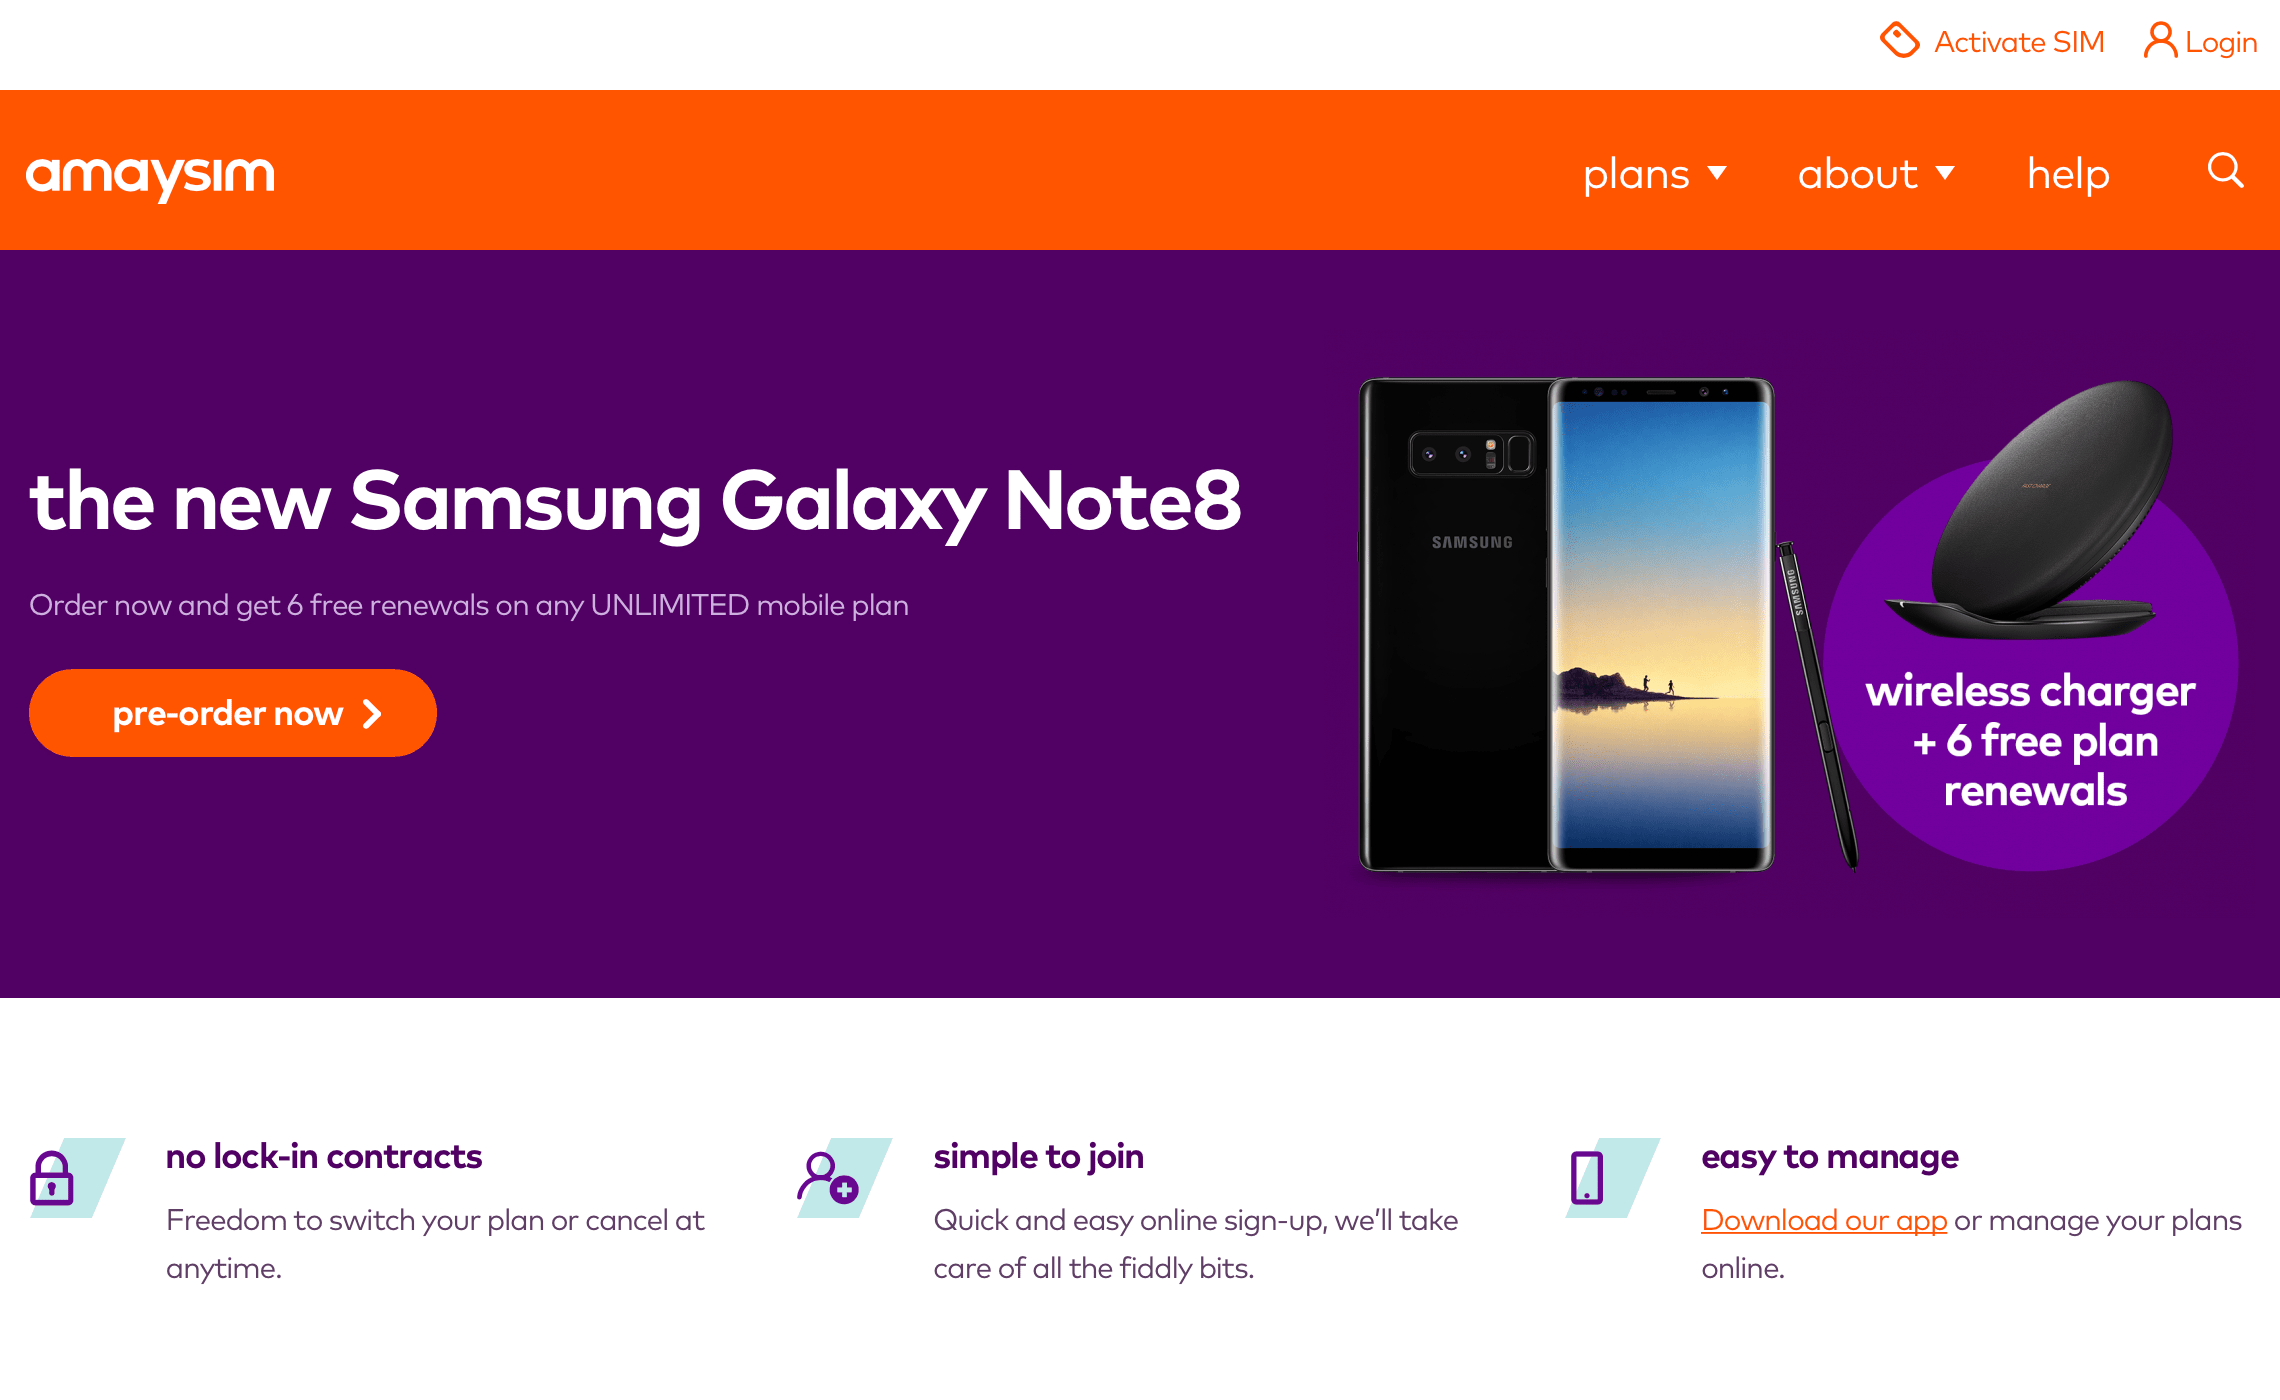 Activate SIM
Login
amaysim
plans
about
help
the new Samsung Galaxy Note8
Order now and get 6 free renewals on any UNLIMITED mobile plan
pre-order now
SAMSUNG
SAMSUNG
FAST CHARGE
wireless charger
+ 6 free plan
renewals
no lock-in contracts
Freedom to switch your plan or cancel at
anytime.
simple to join
Quick and easy online sign-up, we'll take
care of all the fiddly bits.
easy to manage
Download our app or manage your plans
online.